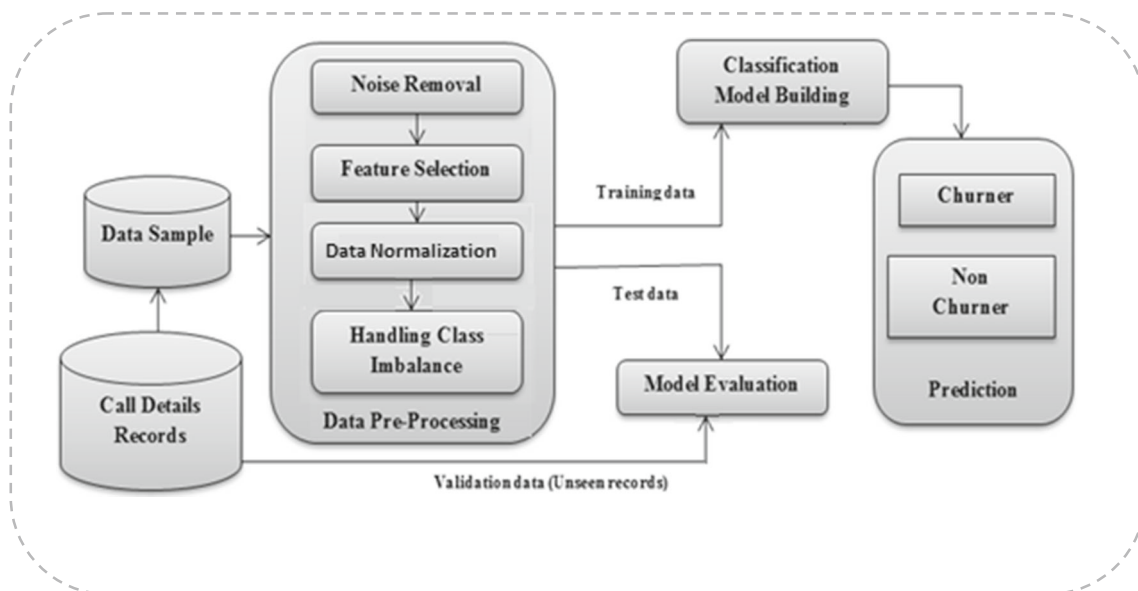 Noise Removal
Feature Selection
Data Normalization
Handling Class
Imbalance
Data Pre-Processing
Data Sample
Call Details
Records
Training data
Test data
Validation data (Unseen records)
Classification
Model Building
Model Evaluation
Churner
Non
Churner
Prediction